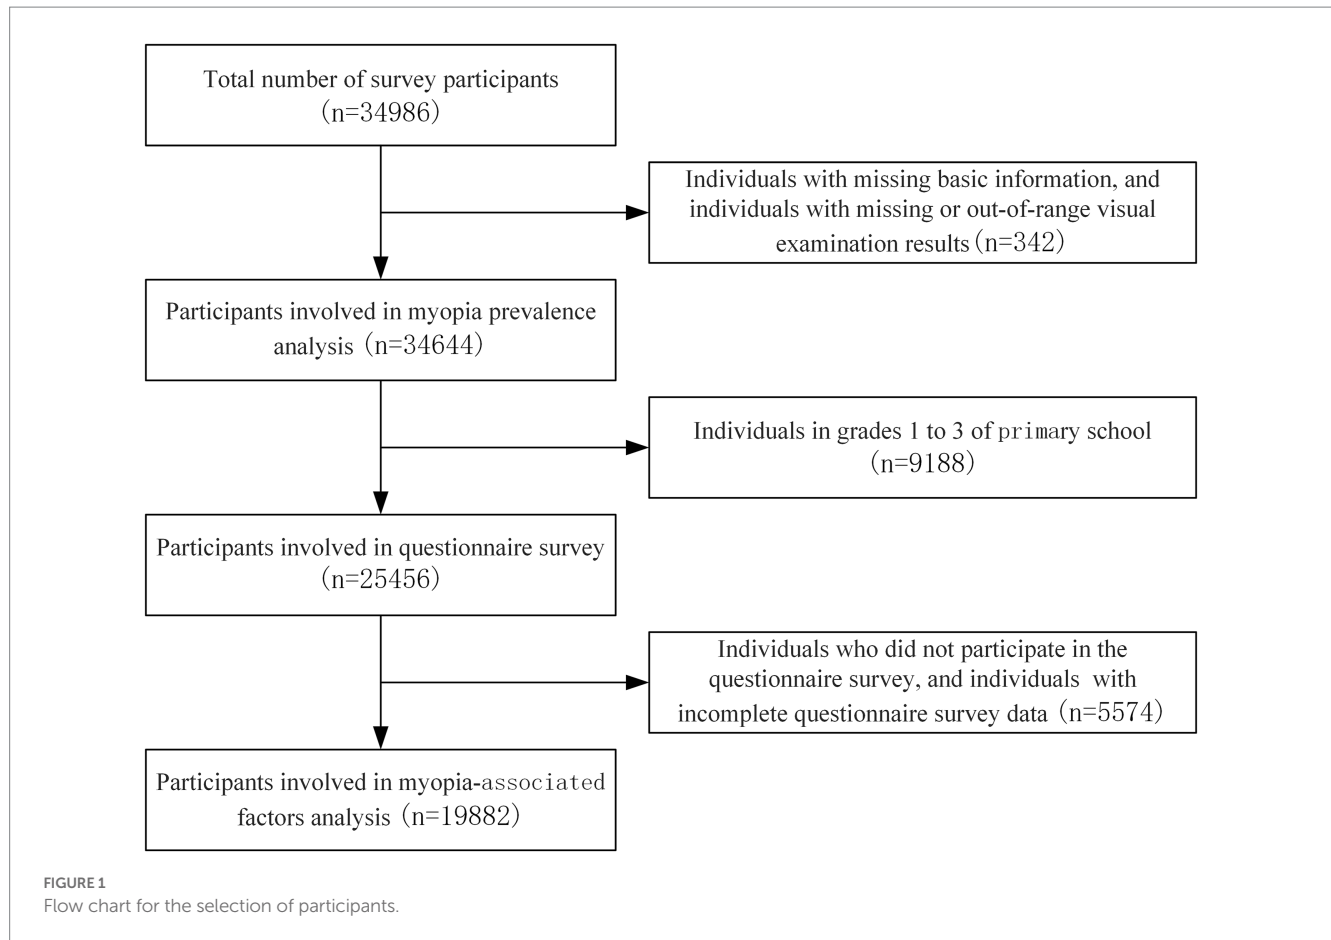 Total number of survey participants
(n=34986)
Individuals with missing basic information, and
individuals with missing or out-of-range visual
examination results (n=342)
Participants involved in myopia prevalence
analysis (n=34644)
Individuals in grades 1 to 3 of primary school
(n=9188)
Participants involved in questionnaire survey
(n=25456)
Individuals who did not participate in the
questionnaire survey, and individuals with
incomplete questionnaire survey data (n=5574)
Participants involved in myopia-associated
factors analysis (n=19882)
FIGURE 1
Flow chart for the selection of participants.